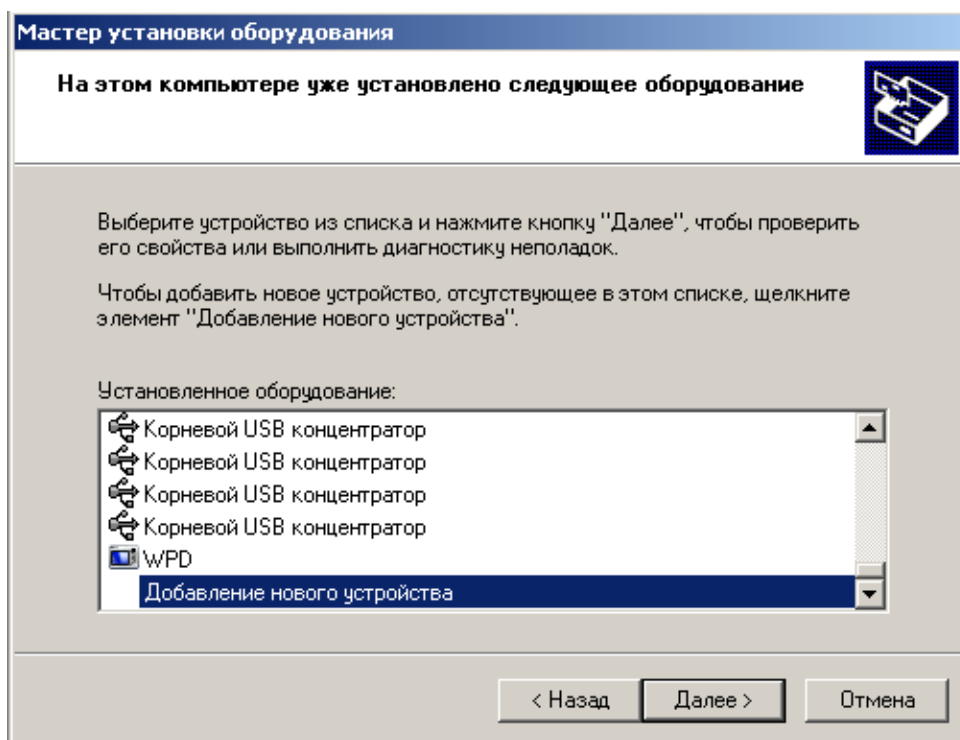 Мастер установки оборудования
На этом компьютере уже установлено следующее оборудование
Выберите устройство из списка и нажмите кнопку "Далее", чтобы проверить
его свойства или выполнить диагностику неполадок.
Чтобы добавить новое устройство, отсутствующее в этом списке, щелкните
элемент "Добавление нового устройства".
Установленное оборудование:
Корневой USB концентратор
Корневой USB концентратор
Корневой USB концентратор
Корневой USB концентратор
WPD
Добавление нового устройства
< Назад Далее > Отмена